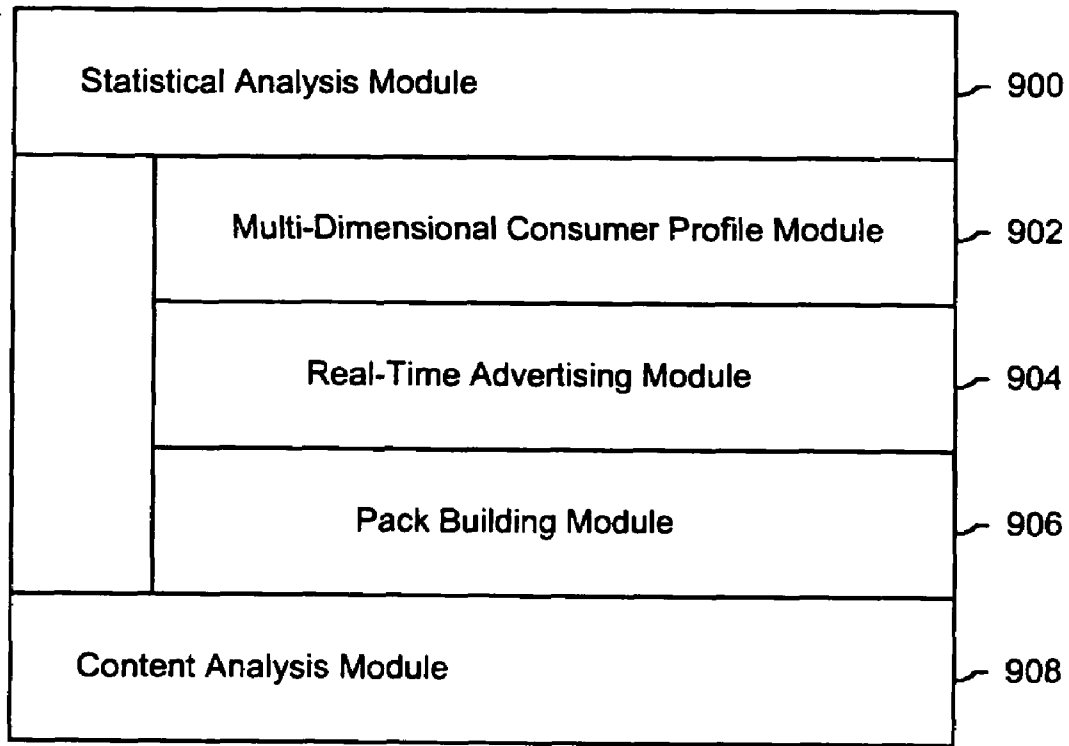 Statistical Analysis Module 900
Multi-Dimensional Consumer Profile Module 902
Real-Time Advertising Module 904
Pack Building Module 906
Content Analysis Module 908